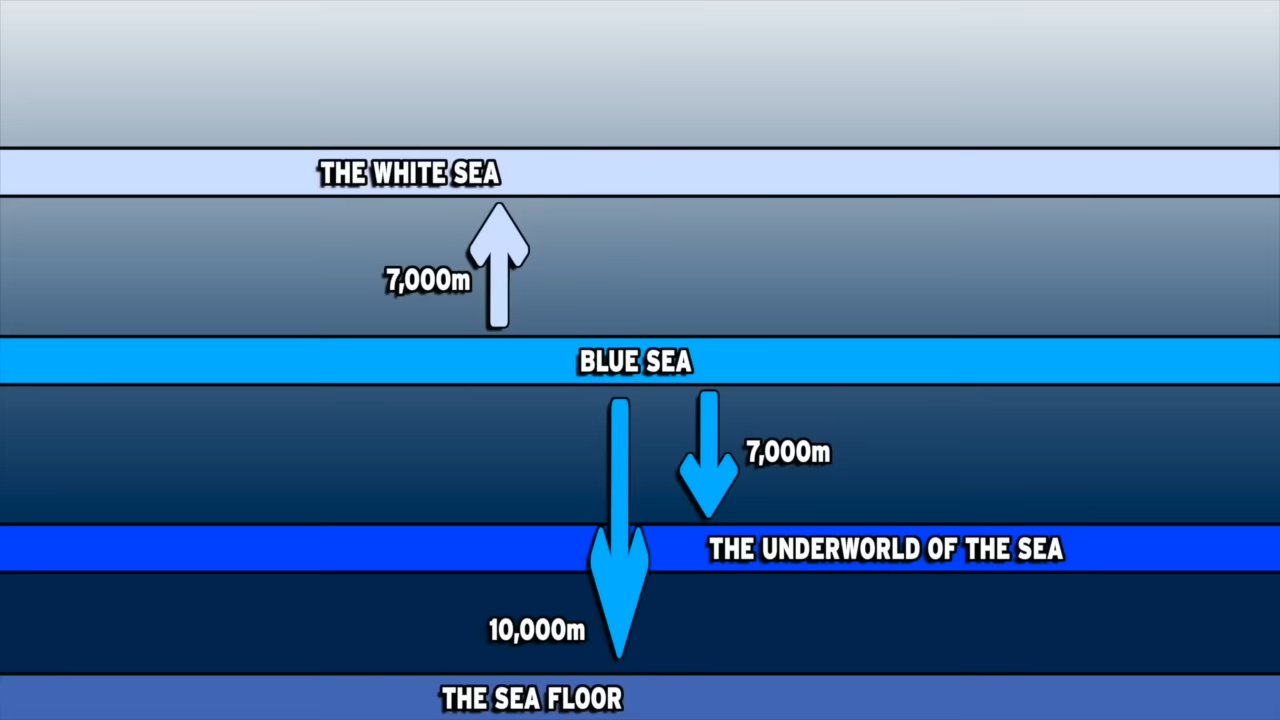 THE WHITE SEA
7,000m
BLUE SEA
7,000m
THE UNDERWORLD OF THE SEA
10,000m
THE SEA FLOOR